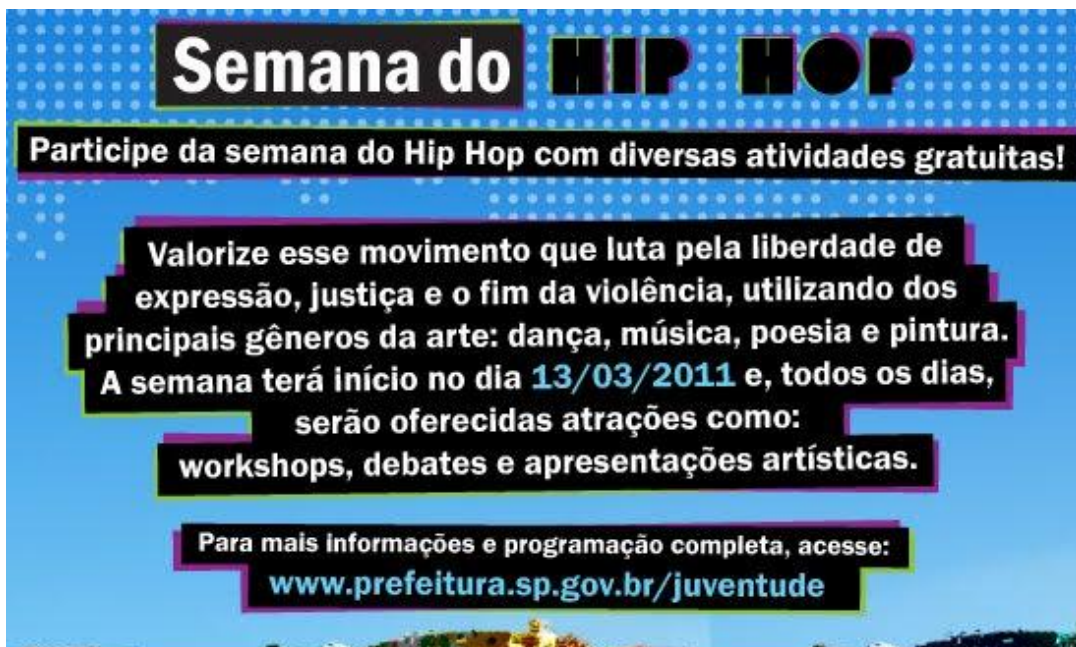 Semana do HIP HOP
Participe da semana do Hip Hop com diversas atividades gratuitas!
Valorize esse movimento que luta pela liberdade de
expressão, justiça e o fim da violência, utilizando dos
principais gêneros da arte: dança, música, poesia e pintura.
A semana terá início no dia 13/03/2011 e, todos os dias,
serão oferecidas atrações como:
workshops, debates e apresentações artísticas.
Para mais informações e programação completa, acesse:
www.prefeitura.sp.gov.br/juventude